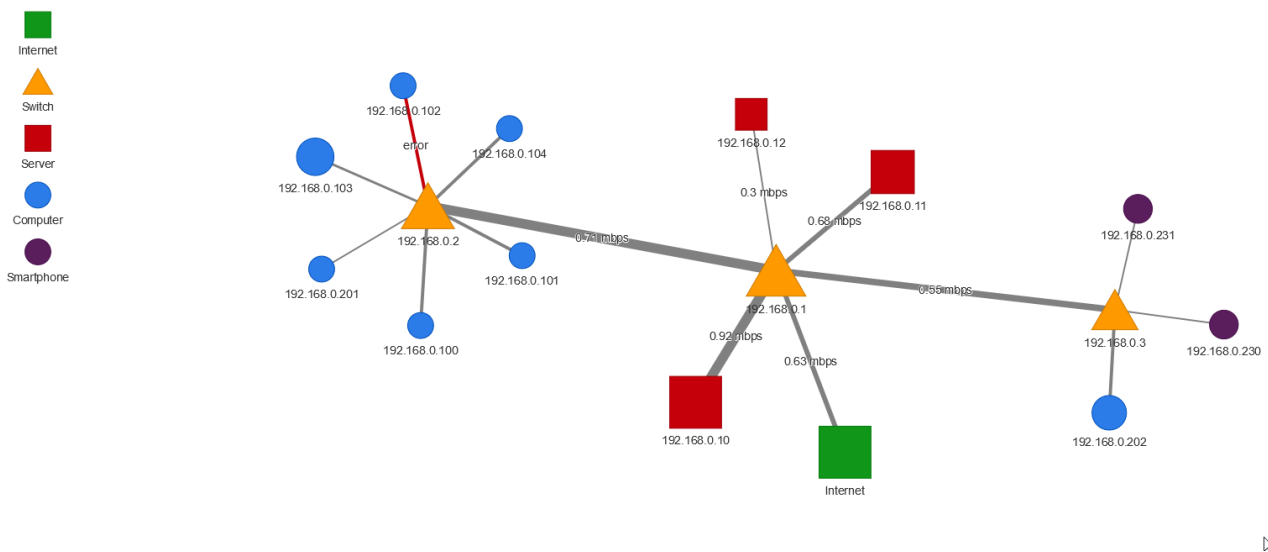 Internet
Switch
Server
Computer
Smartphone
192.168.0.102
error
192.168.0.104
192.168.0.103
192.168.0.2
192.168.0.201
192.168.0.101
192.168.0.100
0.71 mbps
192.168.0.12
0.3 mbps
192.168.0.11
0.68 mbps
192.168.0.1
0.92 mbps
0.63 mbps
192.168.0.10
Internet
0.55 mbps
192.168.0.231
192.168.0.3
192.168.0.230
192.168.0.202